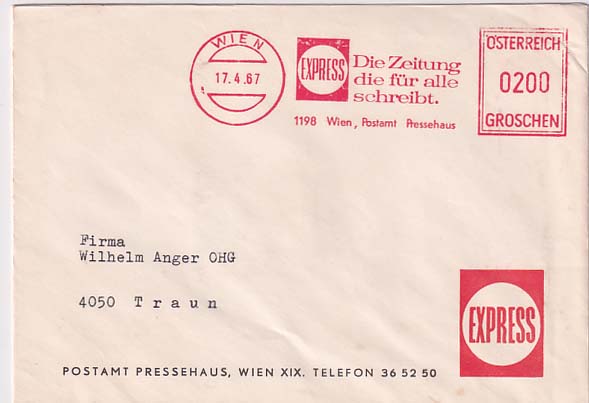 WIEN
17.4.67
EXPRESS
Die Zeitung
die für alle
schreibt.
1198 Wien, Postamt Pressehaus
ÖSTERREICH
0200
GROSCHEN
Firma
Wilhelm Anger OHG
4050 Traun
EXPRESS
POSTAMT PRESSEHAUS, WIEN XIX. TELEFON 36 52 50